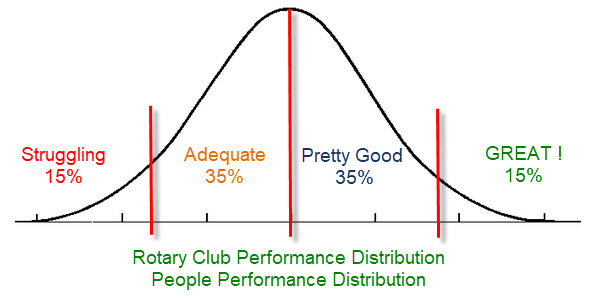 Struggling
15%
Adequate
35%
Pretty Good
35%
GREAT !
15%
Rotary Club Performance Distribution
People Performance Distribution